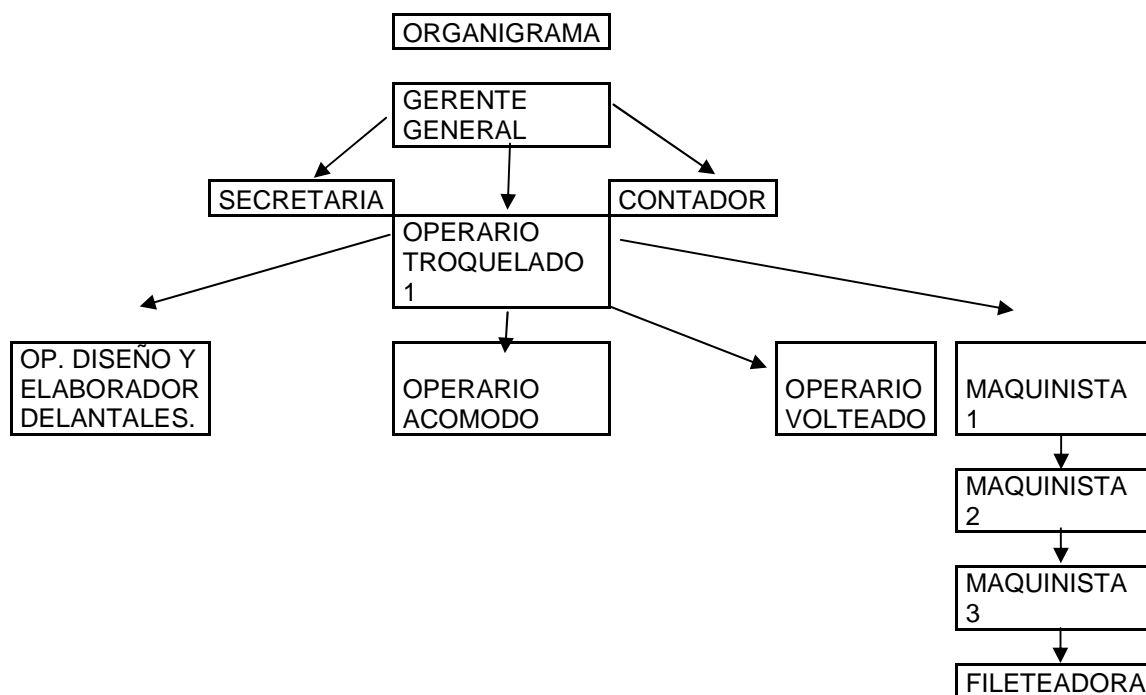 ORGANIGRAMA
GERENTE
GENERAL
SECRETARIA
CONTADOR
OPERARIO
TROQUELADO
1
OP. DISEÑO Y
ELABORADOR
DELANTALES.
OPERARIO
ACOMODO
OPERARIO
VOLTEADO
MAQUINISTA
1
MAQUINISTA
2
MAQUINISTA
3
FILETEADORA